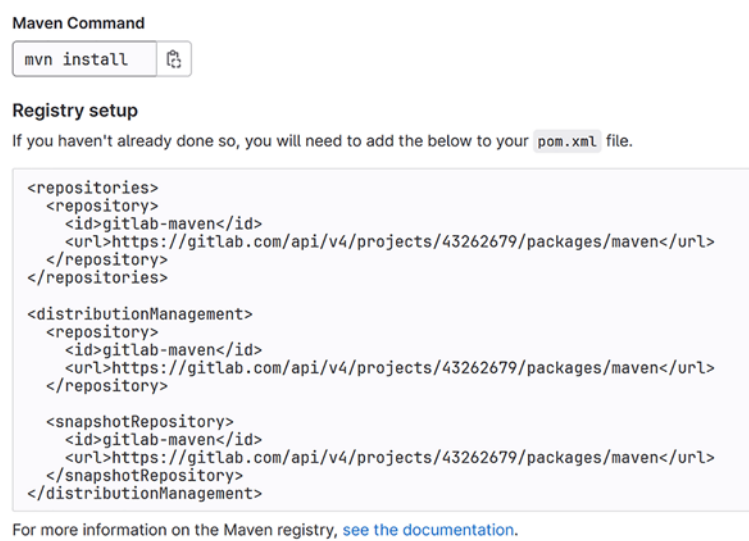 Maven Command
mvn install
Registry setup
If you haven't already done so, you will need to add the below to your pom.xml file.
<repositories>
  <repository>
    <id>gitlab-maven</id>
    <url>https://gitlab.com/api/v4/projects/43262679/packages/maven</url>
  </repository>
</repositories>
<distributionManagement>
  <repository>
    <id>gitlab-maven</id>
    <url>https://gitlab.com/api/v4/projects/43262679/packages/maven</url>
  </repository>
  <snapshotRepository>
    <id>gitlab-maven</id>
    <url>https://gitlab.com/api/v4/projects/43262679/packages/maven</url>
  </snapshotRepository>
</distributionManagement>
For more information on the Maven registry, see the documentation.